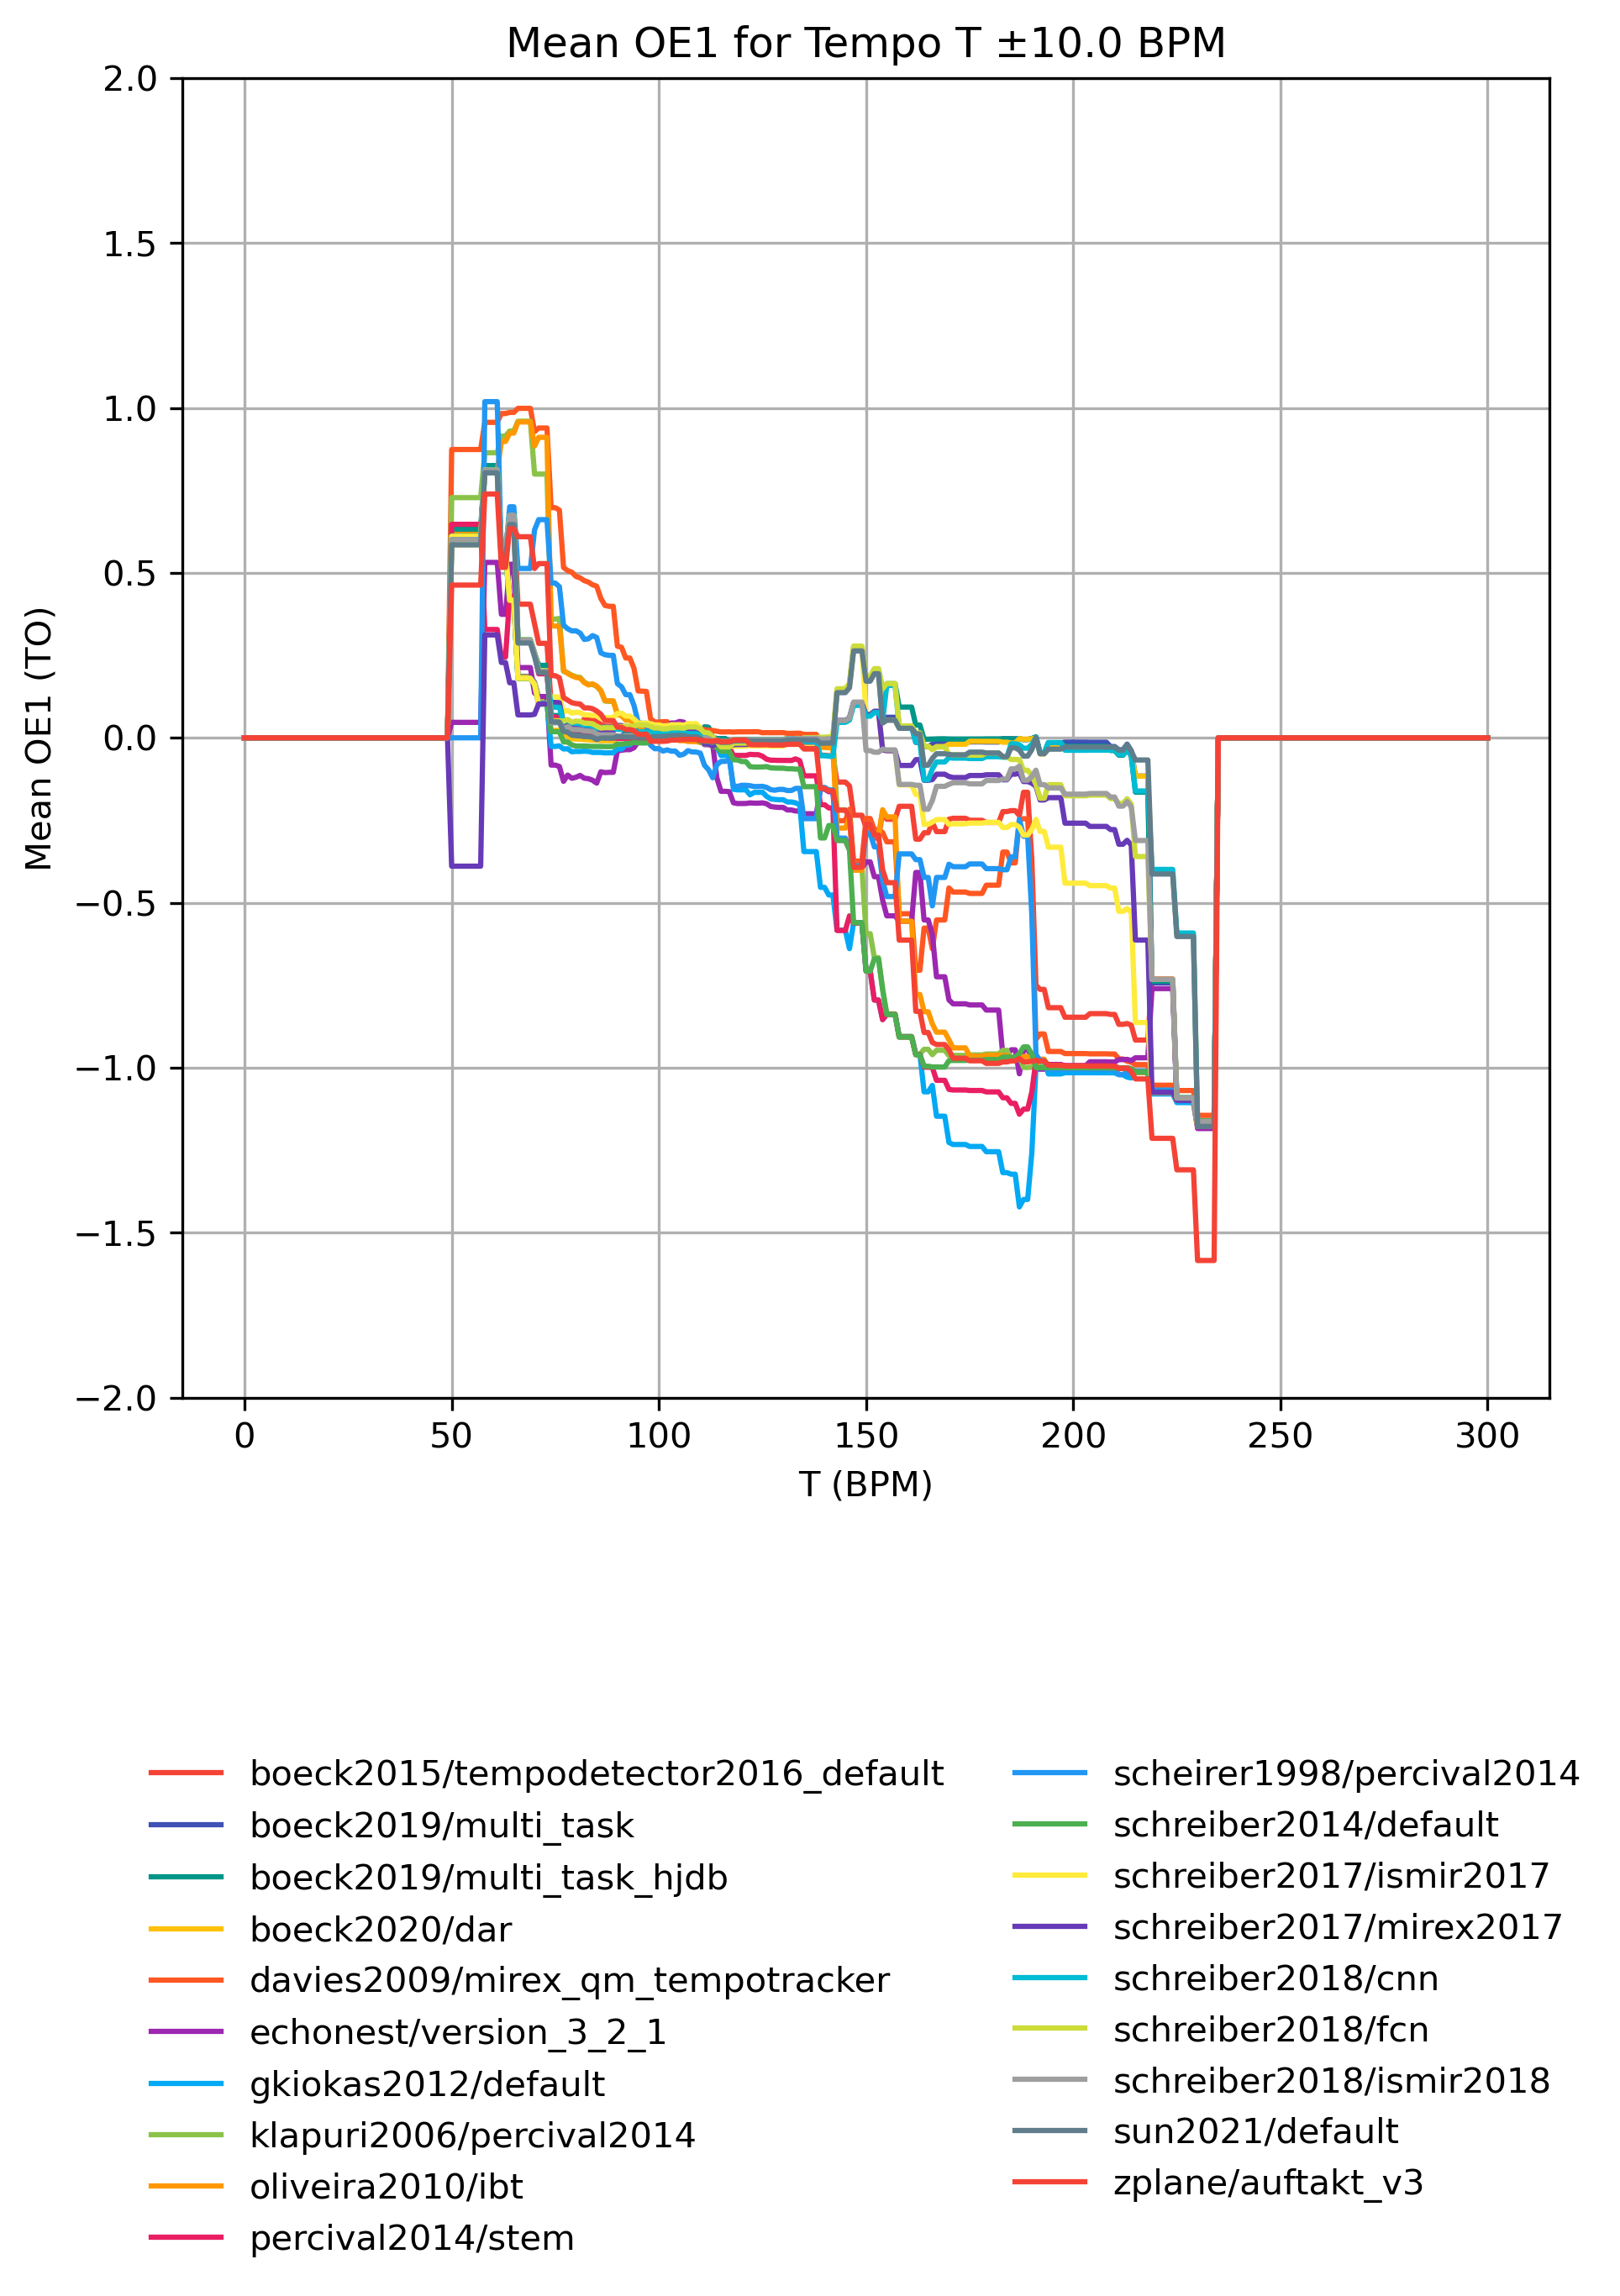 Mean OE1 for Tempo T ±10.0 BPM
2.0
1.5
1.0
0.5
0.0
−0.5
−1.0
−1.5
−2.0
Mean OE1 (TO)
0 50 100 150 200 250 300
T (BPM)
boeck2015/tempodetector2016_default
boeck2019/multi_task
boeck2019/multi_task_hjdb
boeck2020/dar
davies2009/mirex_qm_tempotracker
echonest/version_3_2_1
gkiokas2012/default
klapuri2006/percival2014
oliveira2010/ibt
percival2014/stem
scheirer1998/percival2014
schreiber2014/default
schreiber2017/ismir2017
schreiber2017/mirex2017
schreiber2018/cnn
schreiber2018/fcn
schreiber2018/ismir2018
sun2021/default
zplane/auftakt_v3